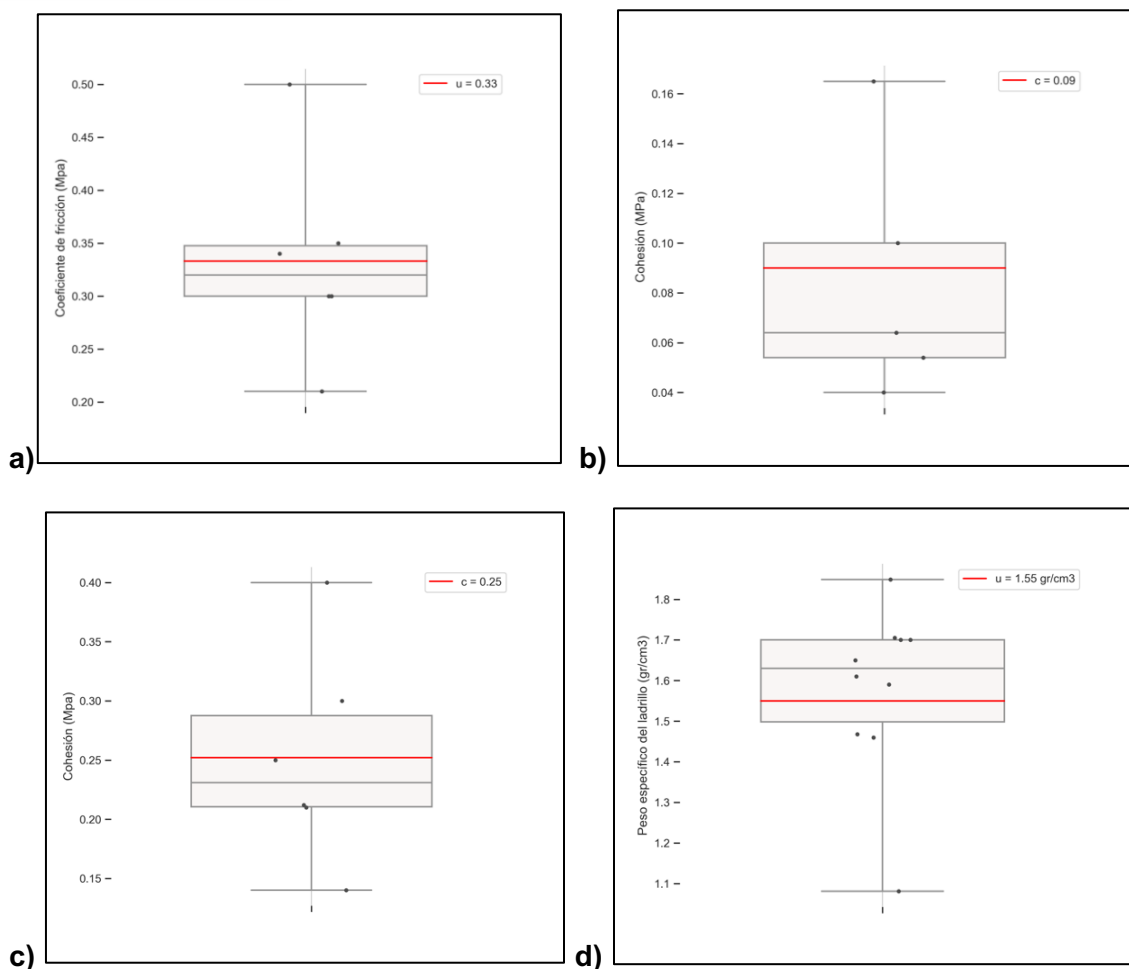 u = 0.33
0.50
0.45
0.40
0.35
0.30
0.25
0.20
Coeficiente de fricción (Mpa)
a)
c = 0.09
0.16
0.14
0.12
0.10
0.08
0.06
0.04
Cohesión (MPa)
b)
c = 0.25
0.40
0.35
0.30
0.25
0.20
0.15
Cohesión (Mpa)
c)
u = 1.55 gr/cm3
1.8
1.7
1.6
1.5
1.4
1.3
1.2
1.1
Peso específico del ladrillo (gr/cm3)
d)